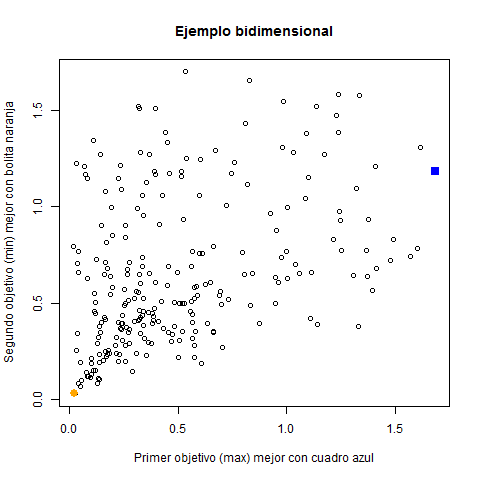 Ejemplo bidimensional
Segundo objetivo (min) mejor con bolita naranja
1.5
1.0
0.5
0.0
0.0 0.5 1.0 1.5
Primer objetivo (max) mejor con cuadro azul